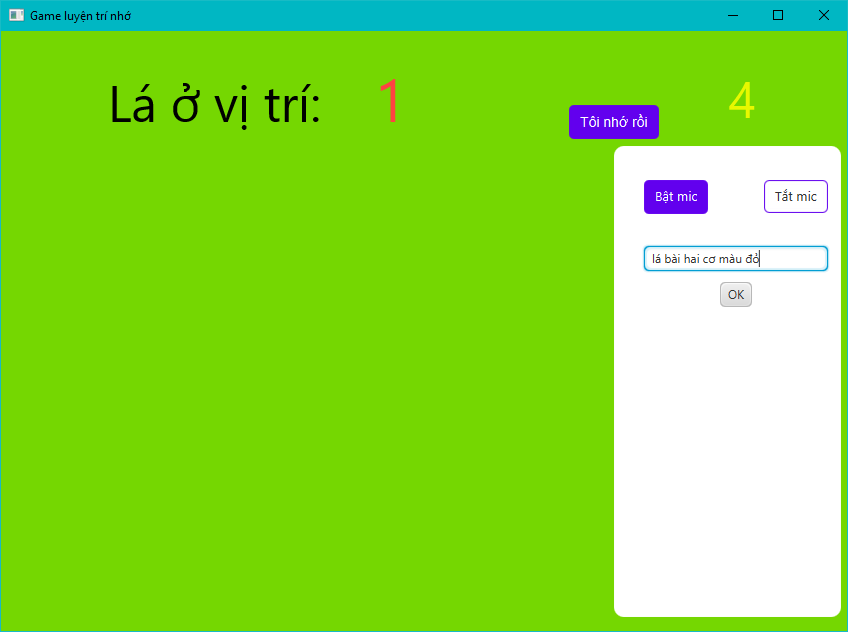 Game luyện trí nhớ
Lá ở vị trí: 1
4
Tôi nhớ rồi
Bật mic
Tắt mic
lá bài hai cơ màu đỏ
OK